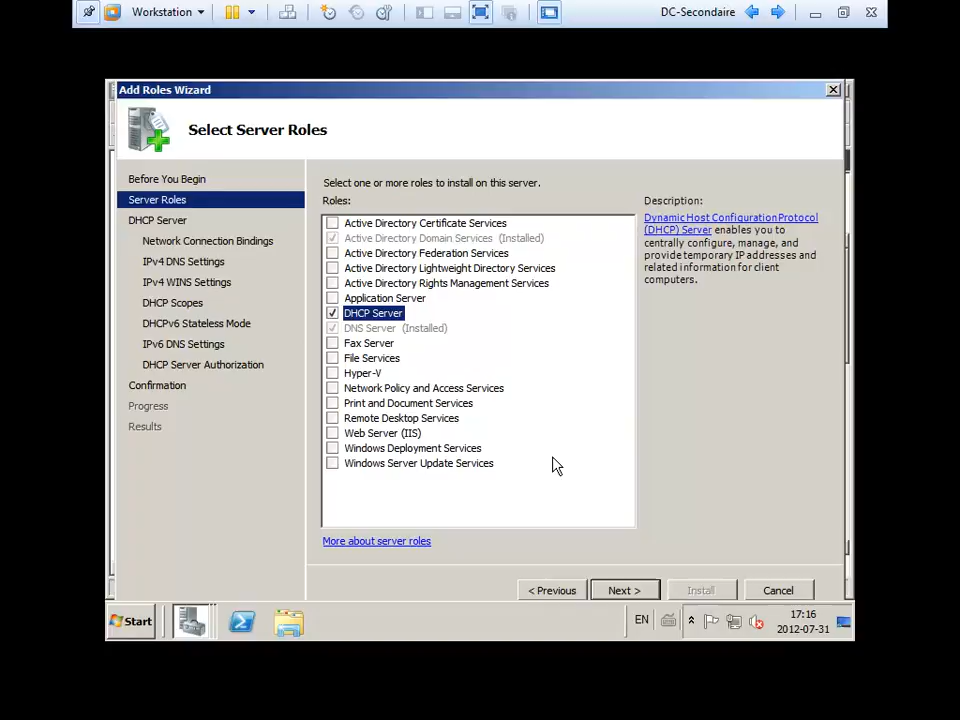 Workstation
DC-Secondaire
Add Roles Wizard
Select Server Roles
Before You Begin
Server Roles
DHCP Server
Network Connection Bindings
IPv4 DNS Settings
IPv4 WINS Settings
DHCP Scopes
DHCPv6 Stateless Mode
IPv6 DNS Settings
DHCP Server Authorization
Confirmation
Progress
Results
Select one or more roles to install on this server.
Roles:
Active Directory Certificate Services
Active Directory Domain Services (Installed)
Active Directory Federation Services
Active Directory Lightweight Directory Services
Active Directory Rights Management Services
Application Server
DHCP Server
DNS Server (Installed)
Fax Server
File Services
Hyper-V
Network Policy and Access Services
Print and Document Services
Remote Desktop Services
Web Server (IIS)
Windows Deployment Services
Windows Server Update Services
More about server roles
Description:
Dynamic Host Configuration Protocol
(DHCP) Server enables you to
centrally configure, manage, and
provide temporary IP addresses and
related information for client
computers.
< Previous
Next >
Install
Cancel
Start
EN
17:16
2012-07-31